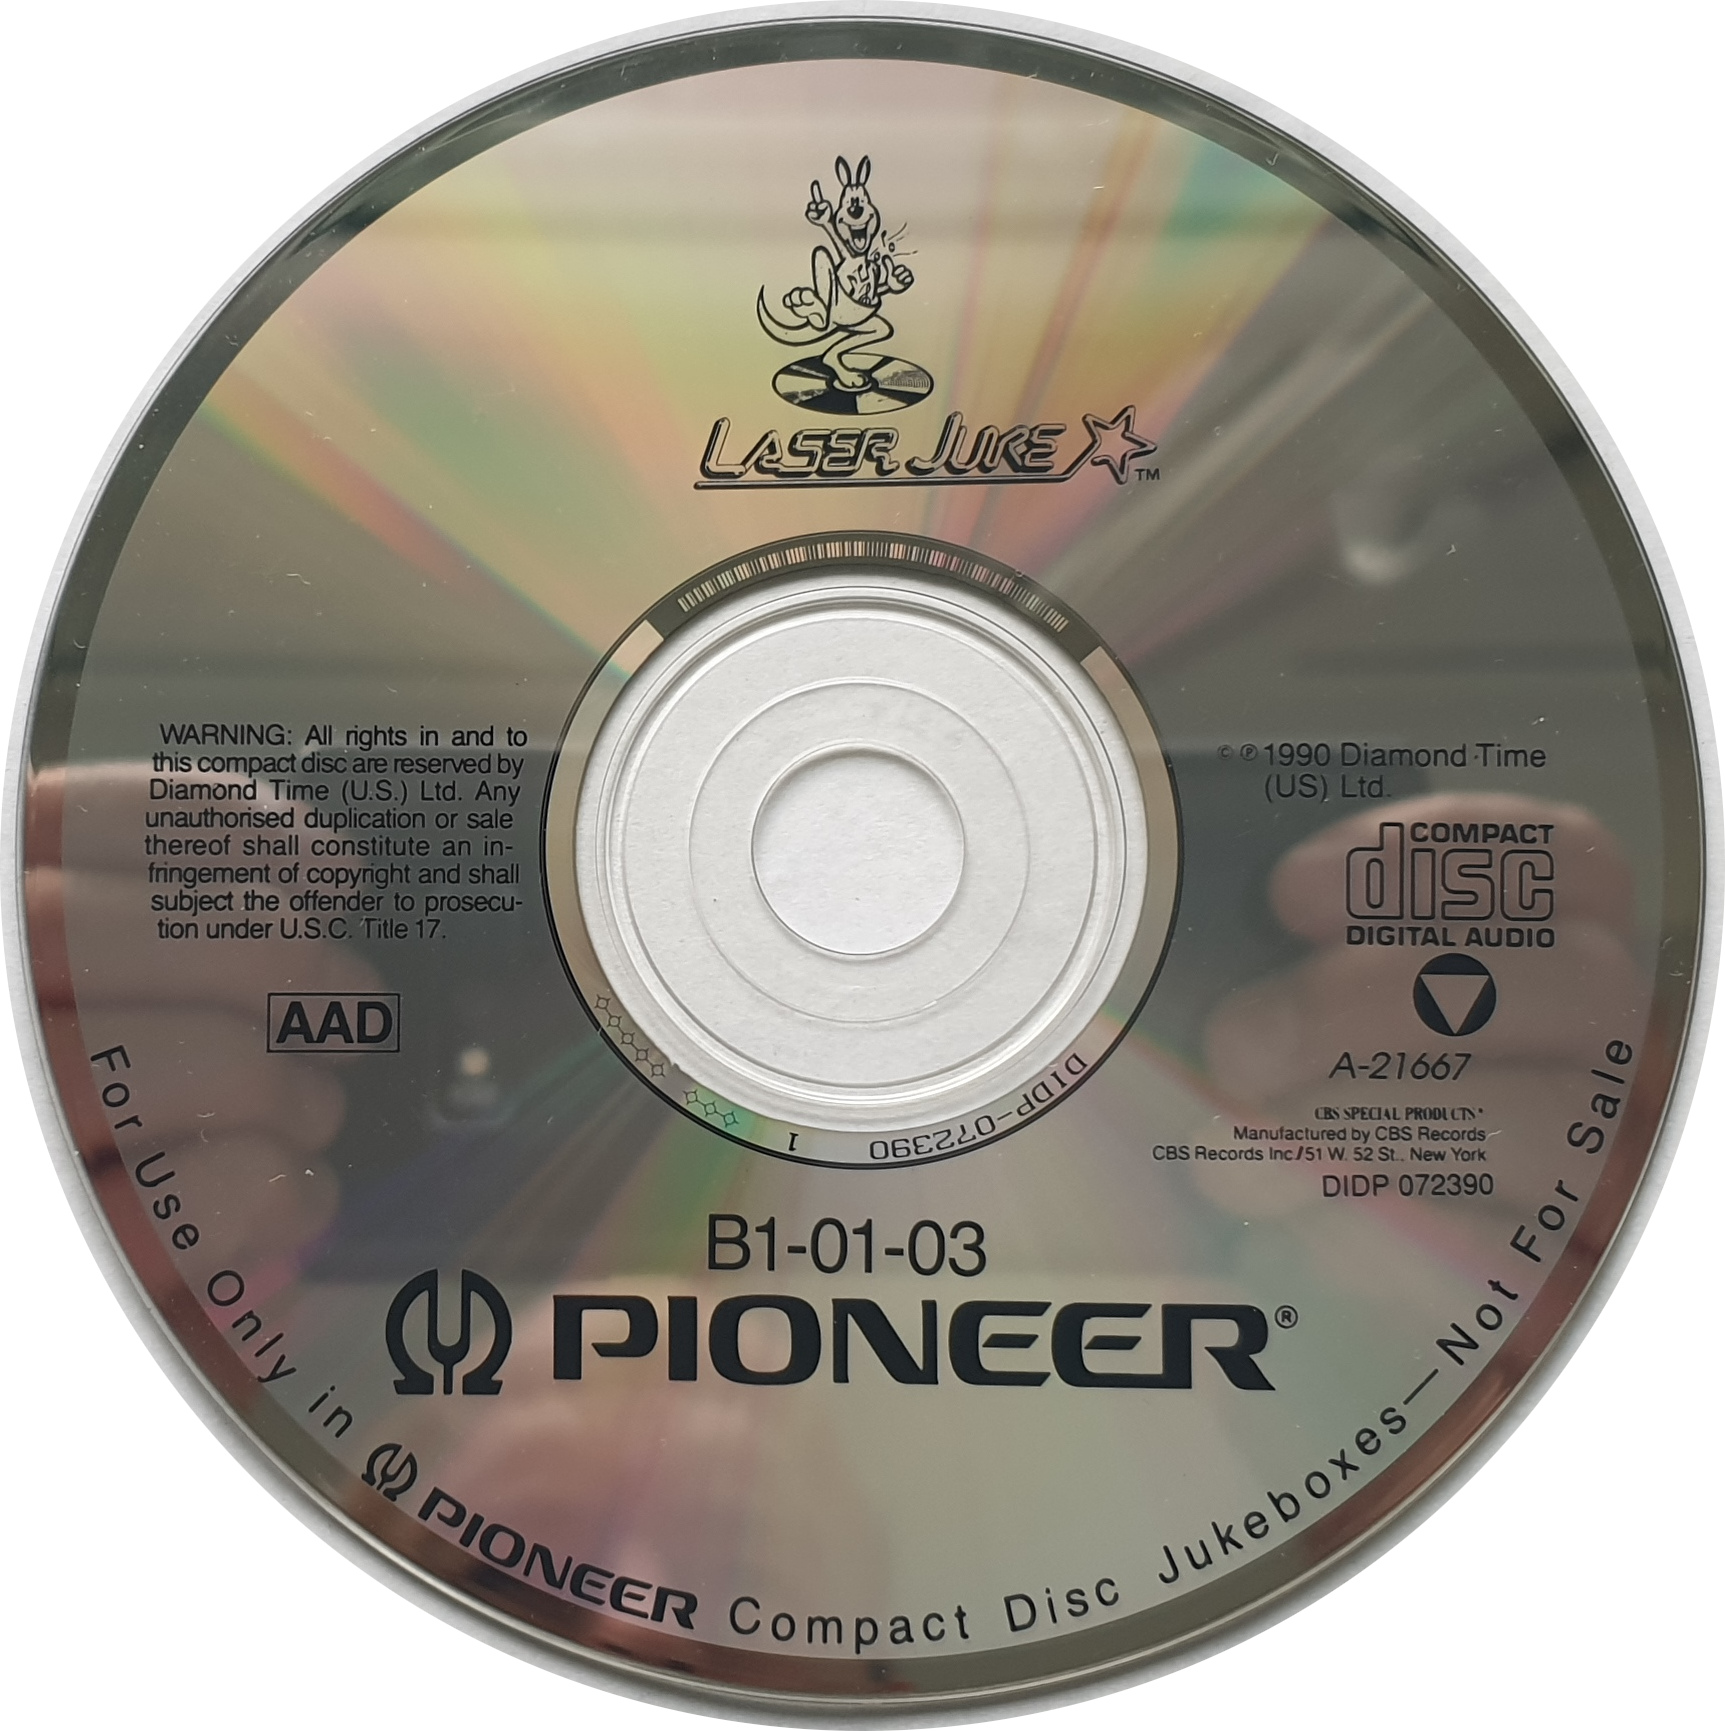 LASER JUKE
TM
WARNING: All rights in and to
this compact disc are reserved by
Diamond Time (U.S.) Ltd. Any
unauthorised duplication or sale
thereof shall constitute an in-
fringement of copyright and shall
subject the offender to prosecu-
tion under U.S.C. Title 17.
AAD
© ℗ 1990 Diamond Time
(US) Ltd.
COMPACT
disc
DIGITAL AUDIO
A-21667
CBS SPECIAL PRODUCTS
Manufactured by CBS Records
CBS Records Inc./51 W. 52 St., New York
DIDP 072390
DIDP-072390 1
B1-01-03
PIONEER®
For Use Only in PIONEER Compact Disc Jukeboxes—Not For Sale